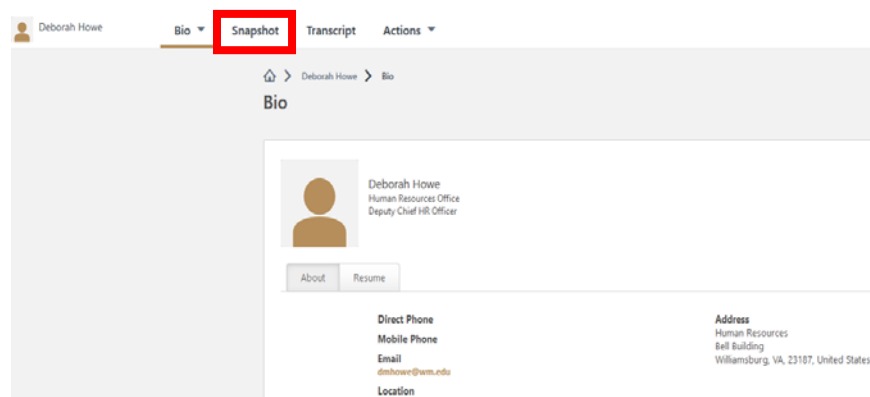 Deborah Howe
Bio Snapshot Transcript Actions
Deborah Howe Bio
Bio
Deborah Howe
Human Resources Office
Deputy Chief HR Officer
About Resume
Direct Phone
Mobile Phone
Email
dmhowe@wm.edu
Location
Address
Human Resources
Bell Building
Williamsburg, VA, 23187, United States